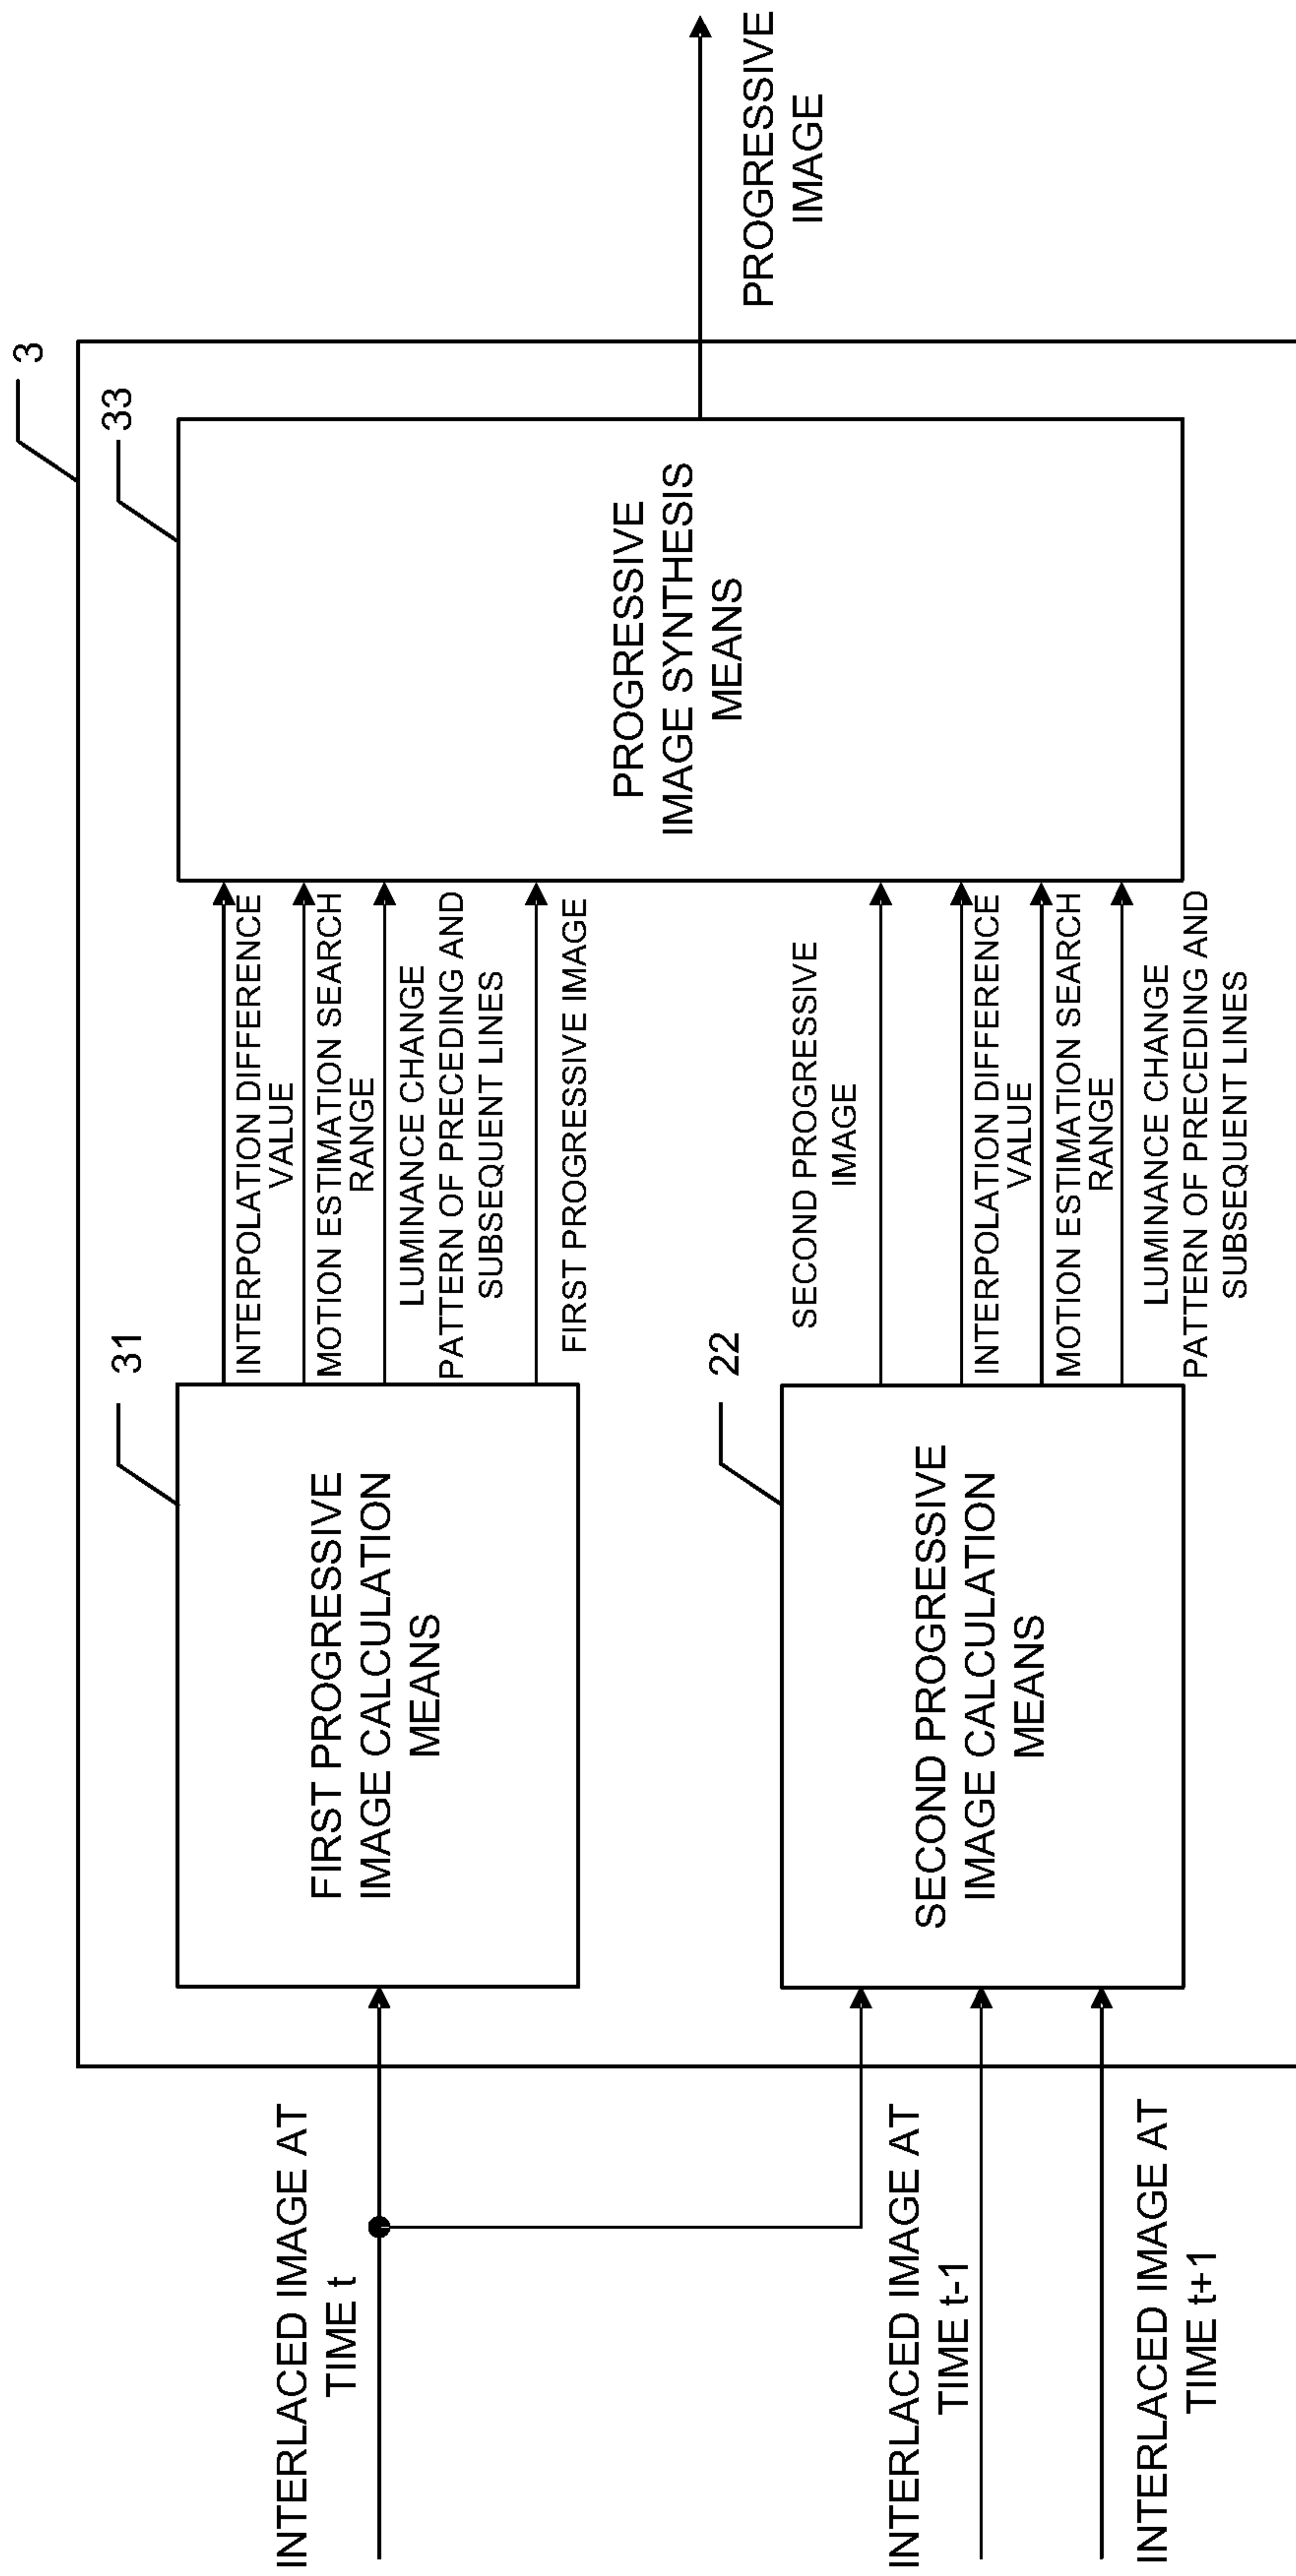 3
33
31
22
INTERLACED IMAGE AT
TIME t
INTERLACED IMAGE AT
TIME t-1
INTERLACED IMAGE AT
TIME t+1
FIRST PROGRESSIVE
IMAGE CALCULATION
MEANS
SECOND PROGRESSIVE
IMAGE CALCULATION
MEANS
INTERPOLATION DIFFERENCE
VALUE
MOTION ESTIMATION SEARCH
RANGE
LUMINANCE CHANGE
PATTERN OF PRECEDING AND
SUBSEQUENT LINES
FIRST PROGRESSIVE IMAGE
SECOND PROGRESSIVE
IMAGE
INTERPOLATION DIFFERENCE
VALUE
MOTION ESTIMATION SEARCH
RANGE
LUMINANCE CHANGE
PATTERN OF PRECEDING AND
SUBSEQUENT LINES
PROGRESSIVE
IMAGE SYNTHESIS
MEANS
PROGRESSIVE
IMAGE